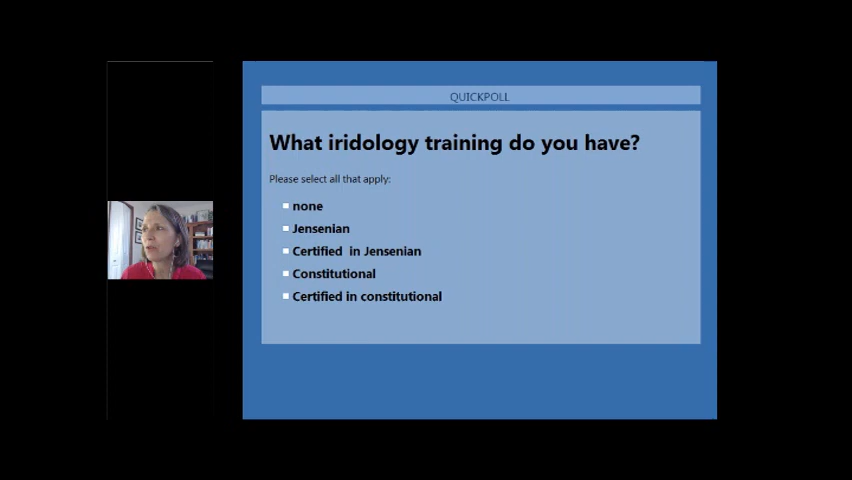 QUICKPOLL
What iridology training do you have?
Please select all that apply:
none
Jensenian
Certified in Jensenian
Constitutional
Certified in constitutional